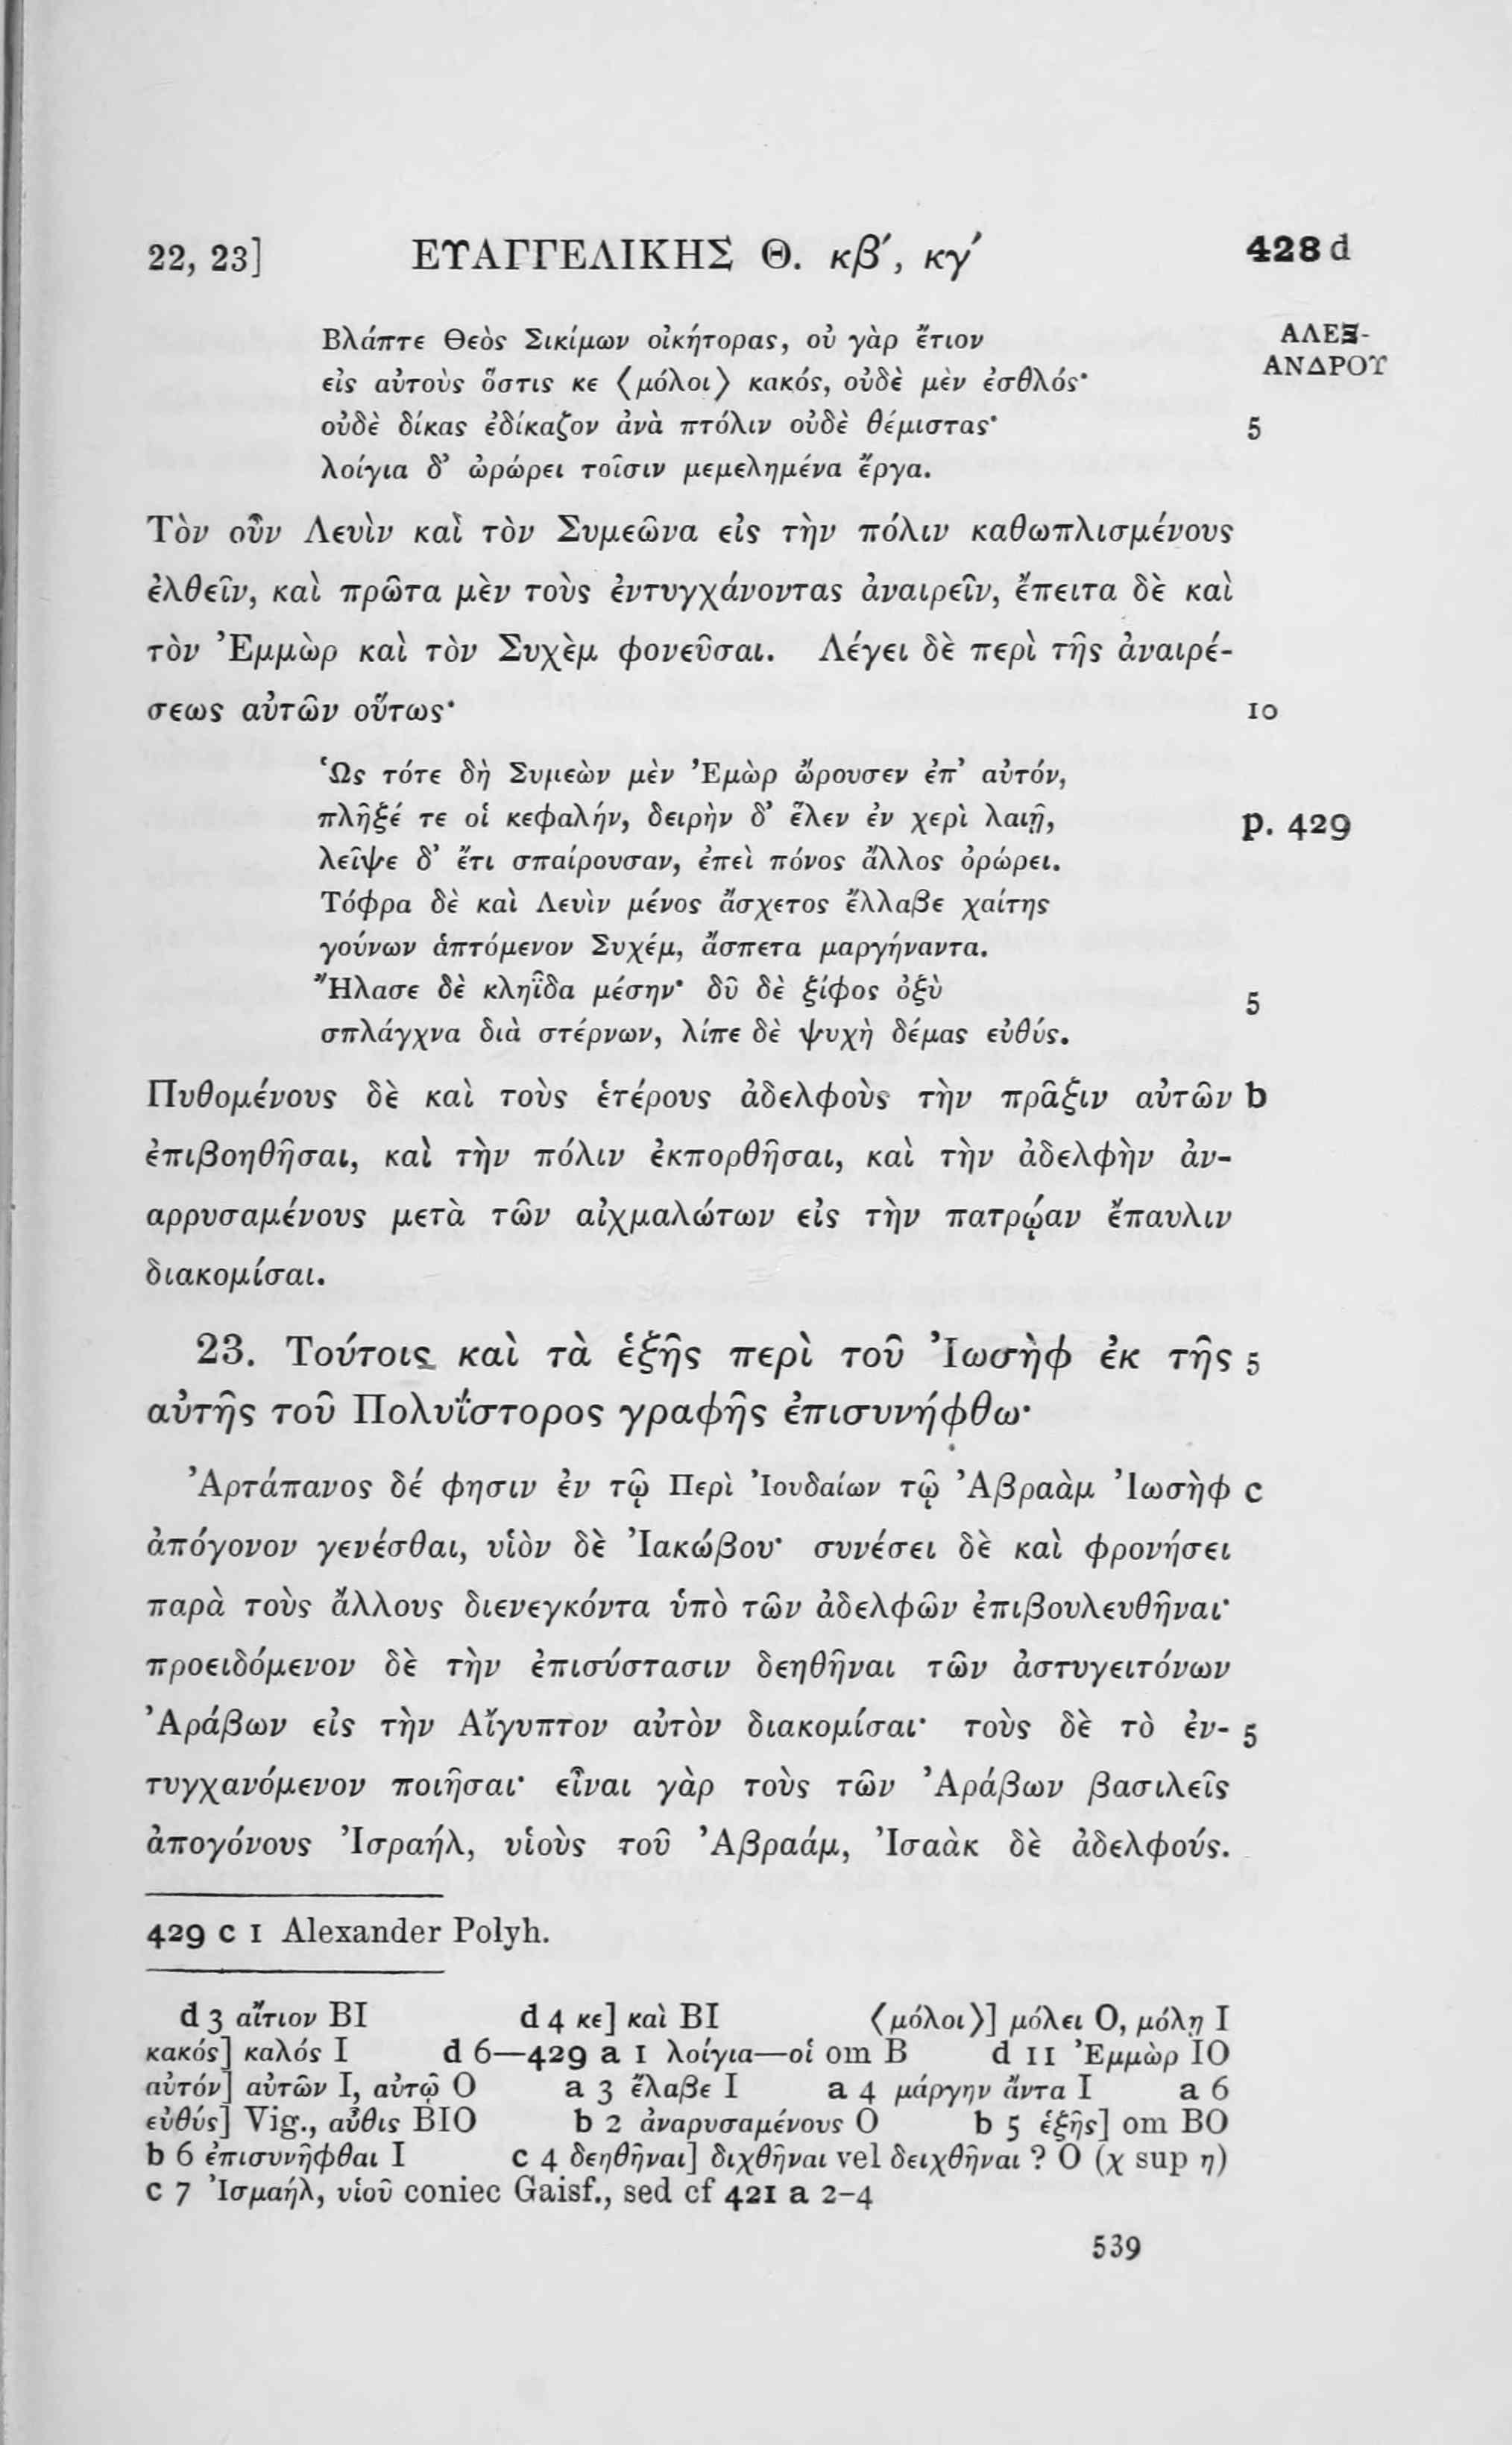 22, 23] ΕΥΑΓΓΕΛΙΚΗΣ Θ. κβ΄, κγ΄ 428 d
Βλάπτε Θεὸς Σικίμων οἰκήτορας, οὐ γὰρ ἔτιον ΑΛΕΞ-
εἰς αὐτοὺς ὅστις κε ⟨μόλοι⟩ κακός, οὐδὲ μὲν ἐσθλός· ΑΝΔΡΟΥ
οὐδὲ δίκας ἐδίκαζον ἀνὰ πτόλιν οὐδὲ θέμιστας· 5
λοίγια δ’ ὠρώρει τοῖσιν μεμελημένα ἔργα.
Τὸν οὖν Λευὶν καὶ τὸν Συμεῶνα εἰς τὴν πόλιν καθωπλισμένους
ἐλθεῖν, καὶ πρῶτα μὲν τοὺς ἐντυγχάνοντας ἀναιρεῖν, ἔπειτα δὲ καὶ
τὸν Ἐμμὼρ καὶ τὸν Συχὲμ φονεῦσαι. Λέγει δὲ περὶ τῆς ἀναιρέ-
σεως αὐτῶν οὕτως· 10
Ὡς τότε δὴ Συμεὼν μὲν Ἐμὼρ ὤρουσεν ἐπ’ αὐτόν,
πλῆξέ τε οἱ κεφαλήν, δειρὴν δ’ ἕλεν ἐν χερὶ λαιῇ, p. 429
λεῖψε δ’ ἔτι σπαίρουσαν, ἐπεὶ πόνος ἄλλος ὀρώρει.
Τόφρα δὲ καὶ Λευὶν μένος ἄσχετος ἔλλαβε χαίτης
γούνων ἁπτόμενον Συχέμ, ἄσπετα μαργήναντα.
Ἤλασε δὲ κληῖδα μέσην· δῦ δὲ ξίφος ὀξὺ 5
σπλάγχνα διὰ στέρνων, λίπε δὲ ψυχὴ δέμας εὐθύς.
Πυθομένους δὲ καὶ τοὺς ἑτέρους ἀδελφοὺς τὴν πρᾶξιν αὐτῶν b
ἐπιβοηθῆσαι, καὶ τὴν πόλιν ἐκπορθῆσαι, καὶ τὴν ἀδελφὴν ἀν-
αρρυσαμένους μετὰ τῶν αἰχμαλώτων εἰς τὴν πατρῴαν ἔπαυλιν
διακομίσαι.
23. Τούτοις καὶ τὰ ἑξῆς περὶ τοῦ Ἰωσὴφ ἐκ τῆς 5
αὐτῆς τοῦ Πολυΐστορος γραφῆς ἐπισυνήφθω·
Ἀρτάπανος δέ φησιν ἐν τῷ Περὶ Ἰουδαίων τῷ Ἀβραὰμ Ἰωσὴφ c
ἀπόγονον γενέσθαι, υἱὸν δὲ Ἰακώβου· συνέσει δὲ καὶ φρονήσει
παρὰ τοὺς ἄλλους διενεγκόντα ὑπὸ τῶν ἀδελφῶν ἐπιβουλευθῆναι·
προειδόμενον δὲ τὴν ἐπισύστασιν δεηθῆναι τῶν ἀστυγειτόνων
Ἀράβων εἰς τὴν Αἴγυπτον αὐτὸν διακομίσαι· τοὺς δὲ τὸ ἐν- 5
τυγχανόμενον ποιῆσαι· εἶναι γὰρ τοὺς τῶν Ἀράβων βασιλεῖς
ἀπογόνους Ἰσραήλ, υἱοὺς τοῦ Ἀβραάμ, Ἰσαὰκ δὲ ἀδελφούς.
429 c 1 Alexander Polyh.
d 3 αἴτιον BI d 4 κε] καὶ BI ⟨μόλοι⟩] μόλει O, μόλῃ I
κακός] καλός I d 6—429 a 1 λοίγια—οἱ om B d 11 Ἐμμὼρ IO
αὐτόν] αὐτῶν I, αὐτῷ O a 3 ἔλαβε I a 4 μάργην ἄντα I a 6
εὐθύς] Vig., αὖθις BIO b 2 ἀναρυσαμένους O b 5 ἑξῆς] om BO
b 6 ἐπισυνῆφθαι I c 4 δεηθῆναι] διχθῆναι vel δειχθῆναι ? O (χ sup η)
c 7 Ἰσμαήλ, υἱοῦ coniec Gaisf., sed cf 421 a 2–4
539